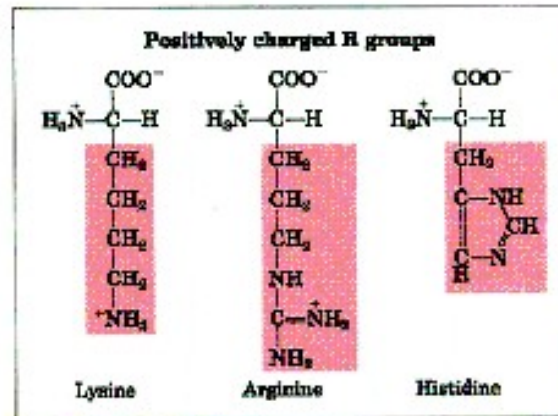 Positively charged R groups
COO⁻
H₃N⁺—C—H
CH₂
CH₂
CH₂
CH₂
⁺NH₃
Lysine
COO⁻
H₃N⁺—C—H
CH₂
CH₂
CH₂
NH
C=NH₂⁺
NH₂
Arginine
COO⁻
H₃N⁺—C—H
CH₂
C—NH
CH
C—N
H
Histidine